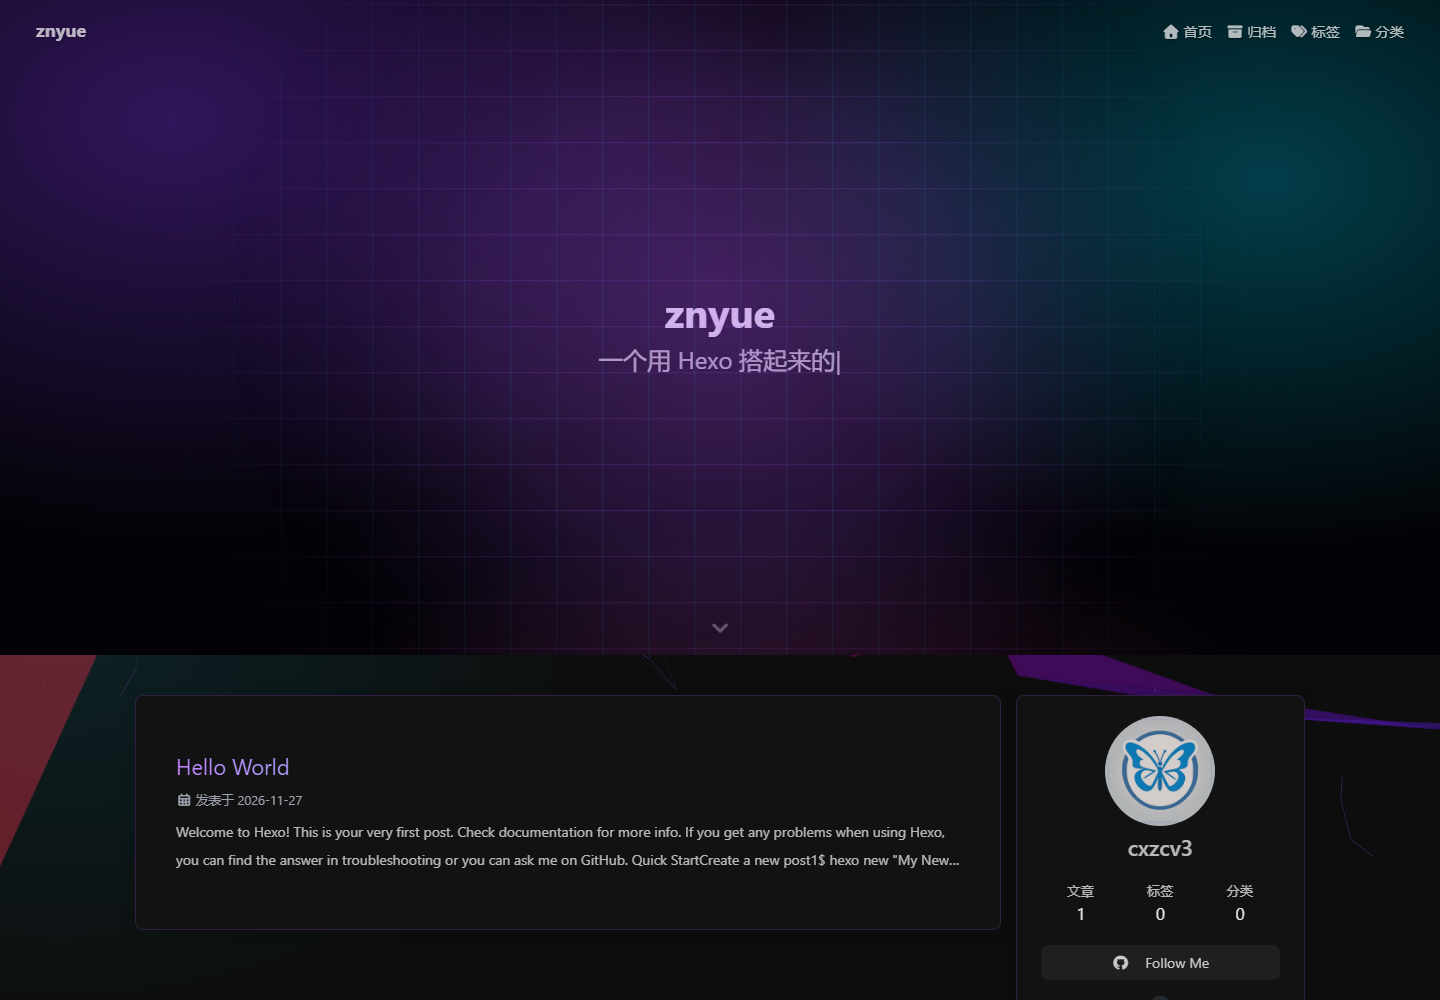 znyue
首页 归档 标签 分类
znyue
一个用 Hexo 搭起来的|
Hello World
发表于 2026-11-27
Welcome to Hexo! This is your very first post. Check documentation for more info. If you get any problems when using Hexo,
you can find the answer in troubleshooting or you can ask me on GitHub. Quick StartCreate a new post1$ hexo new "My New...
cxzcv3
文章 标签 分类
1 0 0
Follow Me